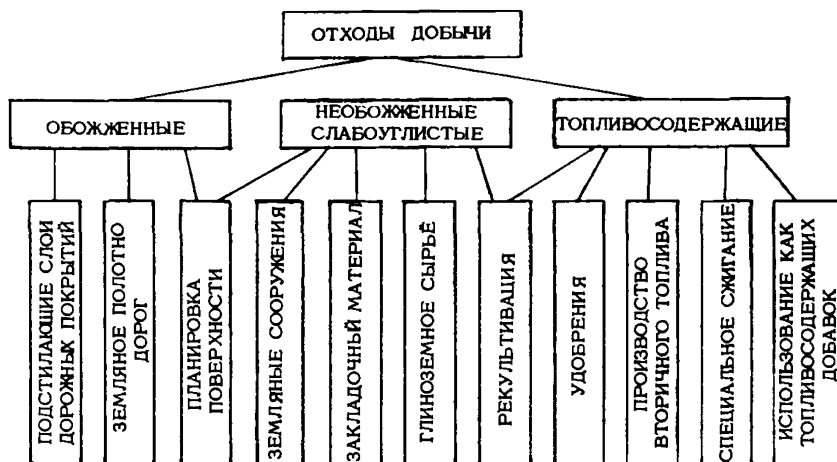 ОТХОДЫ ДОБЫЧИ
ОБОЖЖЕННЫЕ
НЕОБОЖЖЕННЫЕ
СЛАБОУГЛИСТЫЕ
ТОПЛИВОСОДЕРЖАЩИЕ
ПОДСТИЛАЮЩИЕ СЛОИ
ДОРОЖНЫХ ПОКРЫТИЙ
ЗЕМЛЯНОЕ ПОЛОТНО
ДОРОГ
ПЛАНИРОВКА
ПОВЕРХНОСТИ
ЗЕМЛЯНЫЕ СООРУЖЕНИЯ
ЗАКЛАДОЧНЫЙ МАТЕРИАЛ
ГЛИНОЗЕМНОЕ СЫРЬЁ
РЕКУЛЬТИВАЦИЯ
УДОБРЕНИЯ
ПРОИЗВОДСТВО
ВТОРИЧНОГО ТОПЛИВА
СПЕЦИАЛЬНОЕ СЖИГАНИЕ
ИСПОЛЬЗОВАНИЕ КАК
ТОПЛИВОСОДЕРЖАЩИХ
ДОБАВОК